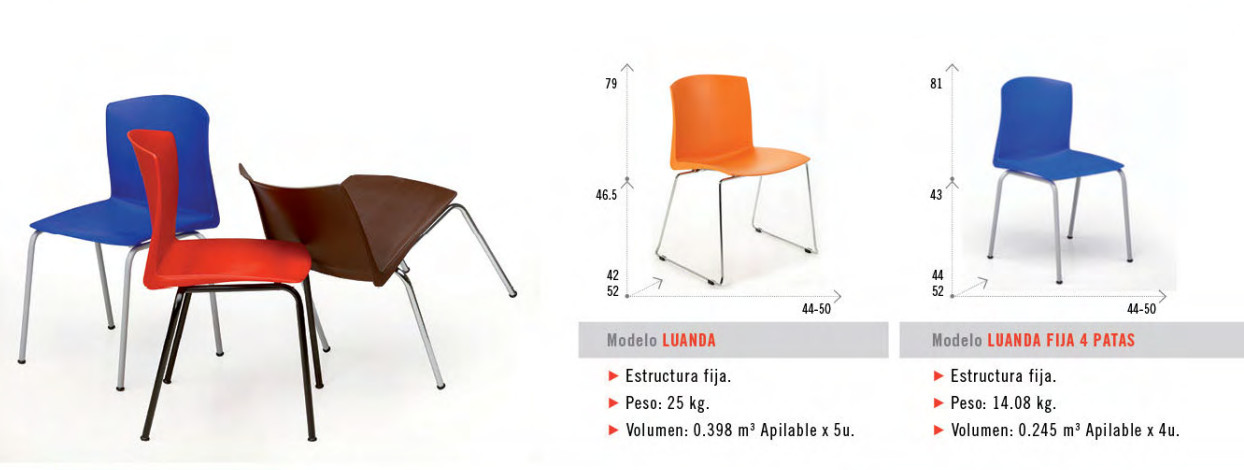 79
46.5
42
52
44-50
Modelo LUANDA
► Estructura fija.
► Peso: 25 kg.
► Volumen: 0.398 m³ Apilable x 5u.
81
43
44
52
44-50
Modelo LUANDA FIJA 4 PATAS
► Estructura fija.
► Peso: 14.08 kg.
► Volumen: 0.245 m³ Apilable x 4u.